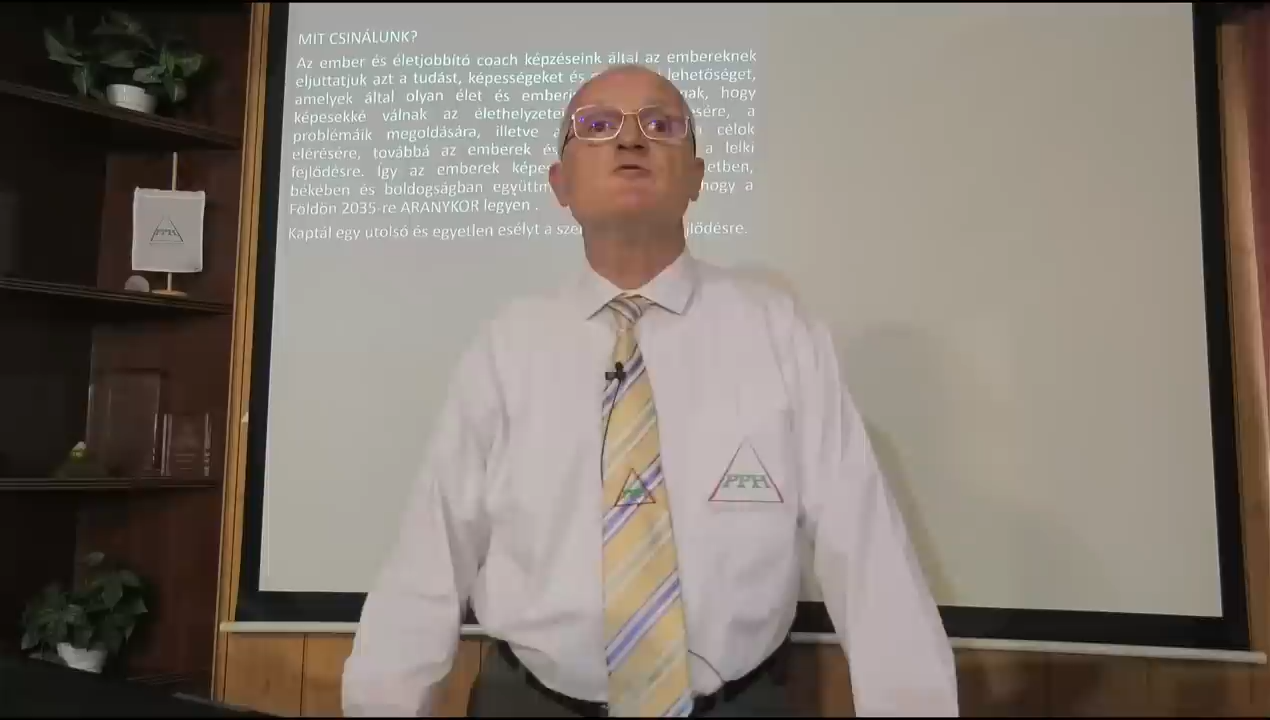 MIT CSINÁLUNK?
Az ember és életjobbító coach képzéseink által az embereknek
eljuttatjuk azt a tudást, képességeket és lehetőséget,
amelyek által olyan élet és hogy
képesekké válnak az a
problémáik megoldására, illetve célok
elérésére, továbbá az emberek és a lelki
fejlődésre. Így az emberek
békében és boldogságban hogy a
Földön 2035-re ARANYKOR legyen .
Kaptál egy utolsó és egyetlen esélyt a
PPH
PPH